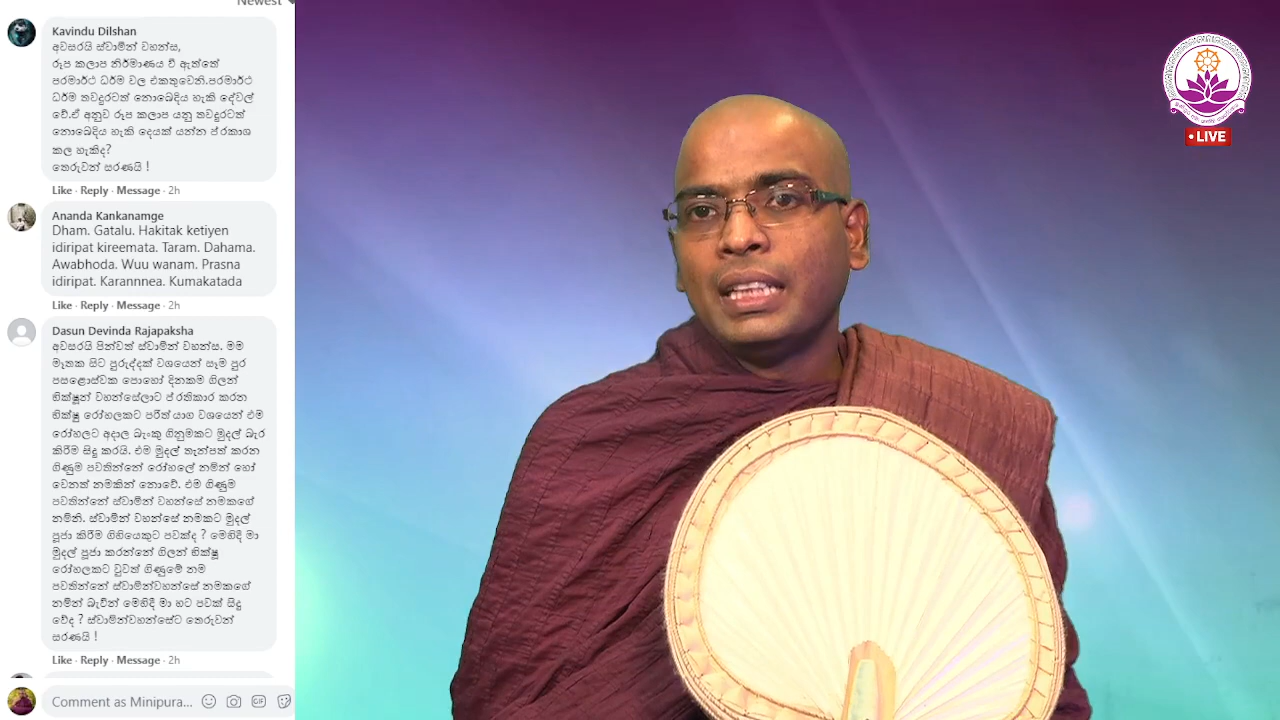 Newest
Kavindu Dilshan
අවසරයි ස්වාමින් වහන්ස,
රූප කලාප නිර්මාණය වී ඇත්තේ
පරමාර්ථ ධර්ම වල එකතුවෙනි.පරමාර්ථ
ධර්ම තවදුරටත් නොබෙදිය හැකි දේවල්
වේ.ඒ අනුව රූප කලාප යනු තවදුරටත්
නොබෙදිය හැකි දෙයක් යන්න ප්රකාශ
කල හැකිද?
තෙරුවන් සරණයි !
Like · Reply · Message · 2h
Ananda Kankanamge
Dham. Gatalu. Hakitak ketiyen
idiripat kireemata. Taram. Dahama.
Awabhoda. Wuu wanam. Prasna
idiripat. Karannnea. Kumakatada
Like · Reply · Message · 2h
Dasun Devinda Rajapaksha
අවසරයි පින්වත් ස්වාමින් වහන්ස. මම
මෑතක සිට පුරුද්දක් වශයෙන් සෑම පුර
පසළොස්වක පොහෝ දිනකම ගිලන්
භික්ෂූන් වහන්සේලාට ප්රතිකාර කරන
භික්ෂු රෝහලකට පරිත්යාග වශයෙන් එම
රෝහලට අදාල බැංකු ගිනුමකට මුදල් බැර
කිරීම සිදු කරයි. එම මුදල් තැන්පත් කරන
ගිණුම පවතින්නේ රෝහලේ නමින් හෝ
වෙනත් නමකින් නොවේ. එම ගිණුම
පවතින්නේ ස්වාමින් වහන්සේ නමකගේ
නමිනි. ස්වාමින් වහන්සේ නමකට මුදල්
පූජා කිරීම ගිහියෙකුට පවක්ද ? මෙහිදී මා
මුදල් පූජා කරන්නේ ගිලන් භික්ෂු
රෝහලකට වුවත් ගිණුමේ නම
පවතින්නේ ස්වාමින්වහන්සේ නමකගේ
නමින් බැවින් මෙහිදී මා හට පවක් සිදු
වේද ? ස්වාමින්වහන්සේට තෙරුවන්
සරණයි !
Like · Reply · Message · 2h
Comment as Minipura...
GIF
LIVE